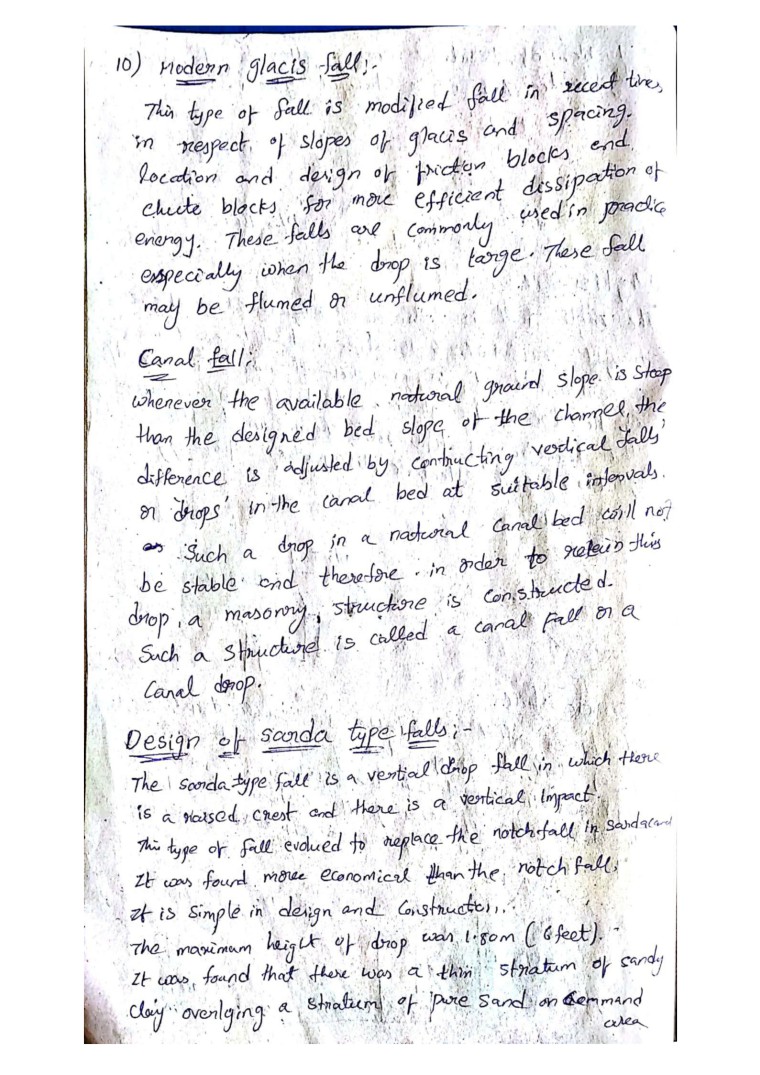 10) Modern glacis fall:-
This type of fall is modified fall in recent times
in respect of slopes of glacis and spacing.
location and design of friction blocks and
chute blocks for more efficient dissipation of
energy. These falls are commonly used in practice
especially when the drop is large. These fall
may be flumed or unflumed.
Canal fall:
whenever the available natural ground slope is steep
than the designed bed slope of the channel, the
difference is adjusted by contructing vertical falls
or 'drops' in the canal bed at suitable intervals.
Such a drop in a natural canal bed will not
be stable and therefore in order to retain this
drop, a masonry structure is constructed.
Such a structure is called a canal fall or a
Canal drop.
Design of sarda type falls:-
The sarda type fall is a vertial drop fall in which there
is a raised crest and there is a vertical Impact.
This type of fall evolued to replace the notch fall in Sarda canal
It was found more economical than the notch fall.
It is simple in design and
The maximum height of drop was 1.80m (6 feet).
It was found that there was a thin stratum of sandy
clay overlying a stratum of pure sand on command
area